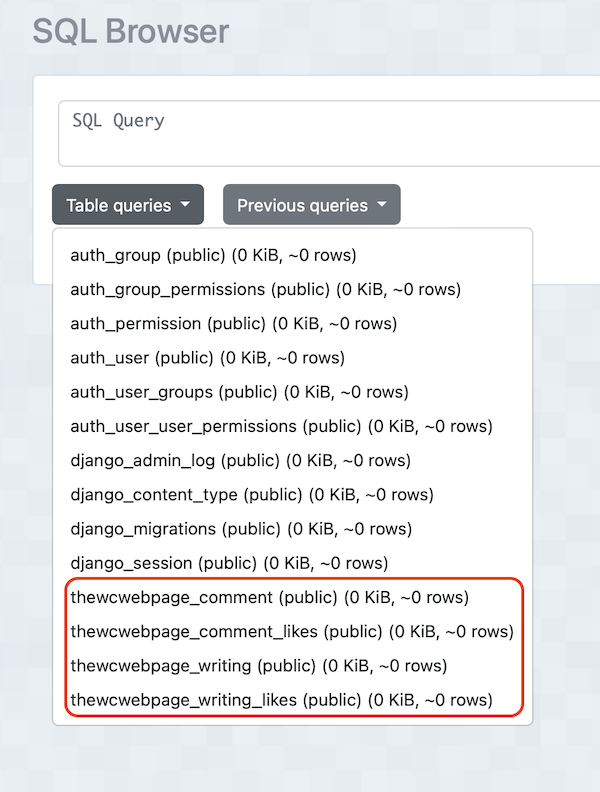 SQL Browser
SQL Query
Table queries
Previous queries
auth_group (public) (0 KiB, ~0 rows)
auth_group_permissions (public) (0 KiB, ~0 rows)
auth_permission (public) (0 KiB, ~0 rows)
auth_user (public) (0 KiB, ~0 rows)
auth_user_groups (public) (0 KiB, ~0 rows)
auth_user_user_permissions (public) (0 KiB, ~0 rows)
django_admin_log (public) (0 KiB, ~0 rows)
django_content_type (public) (0 KiB, ~0 rows)
django_migrations (public) (0 KiB, ~0 rows)
django_session (public) (0 KiB, ~0 rows)
thewcwebpage_comment (public) (0 KiB, ~0 rows)
thewcwebpage_comment_likes (public) (0 KiB, ~0 rows)
thewcwebpage_writing (public) (0 KiB, ~0 rows)
thewcwebpage_writing_likes (public) (0 KiB, ~0 rows)